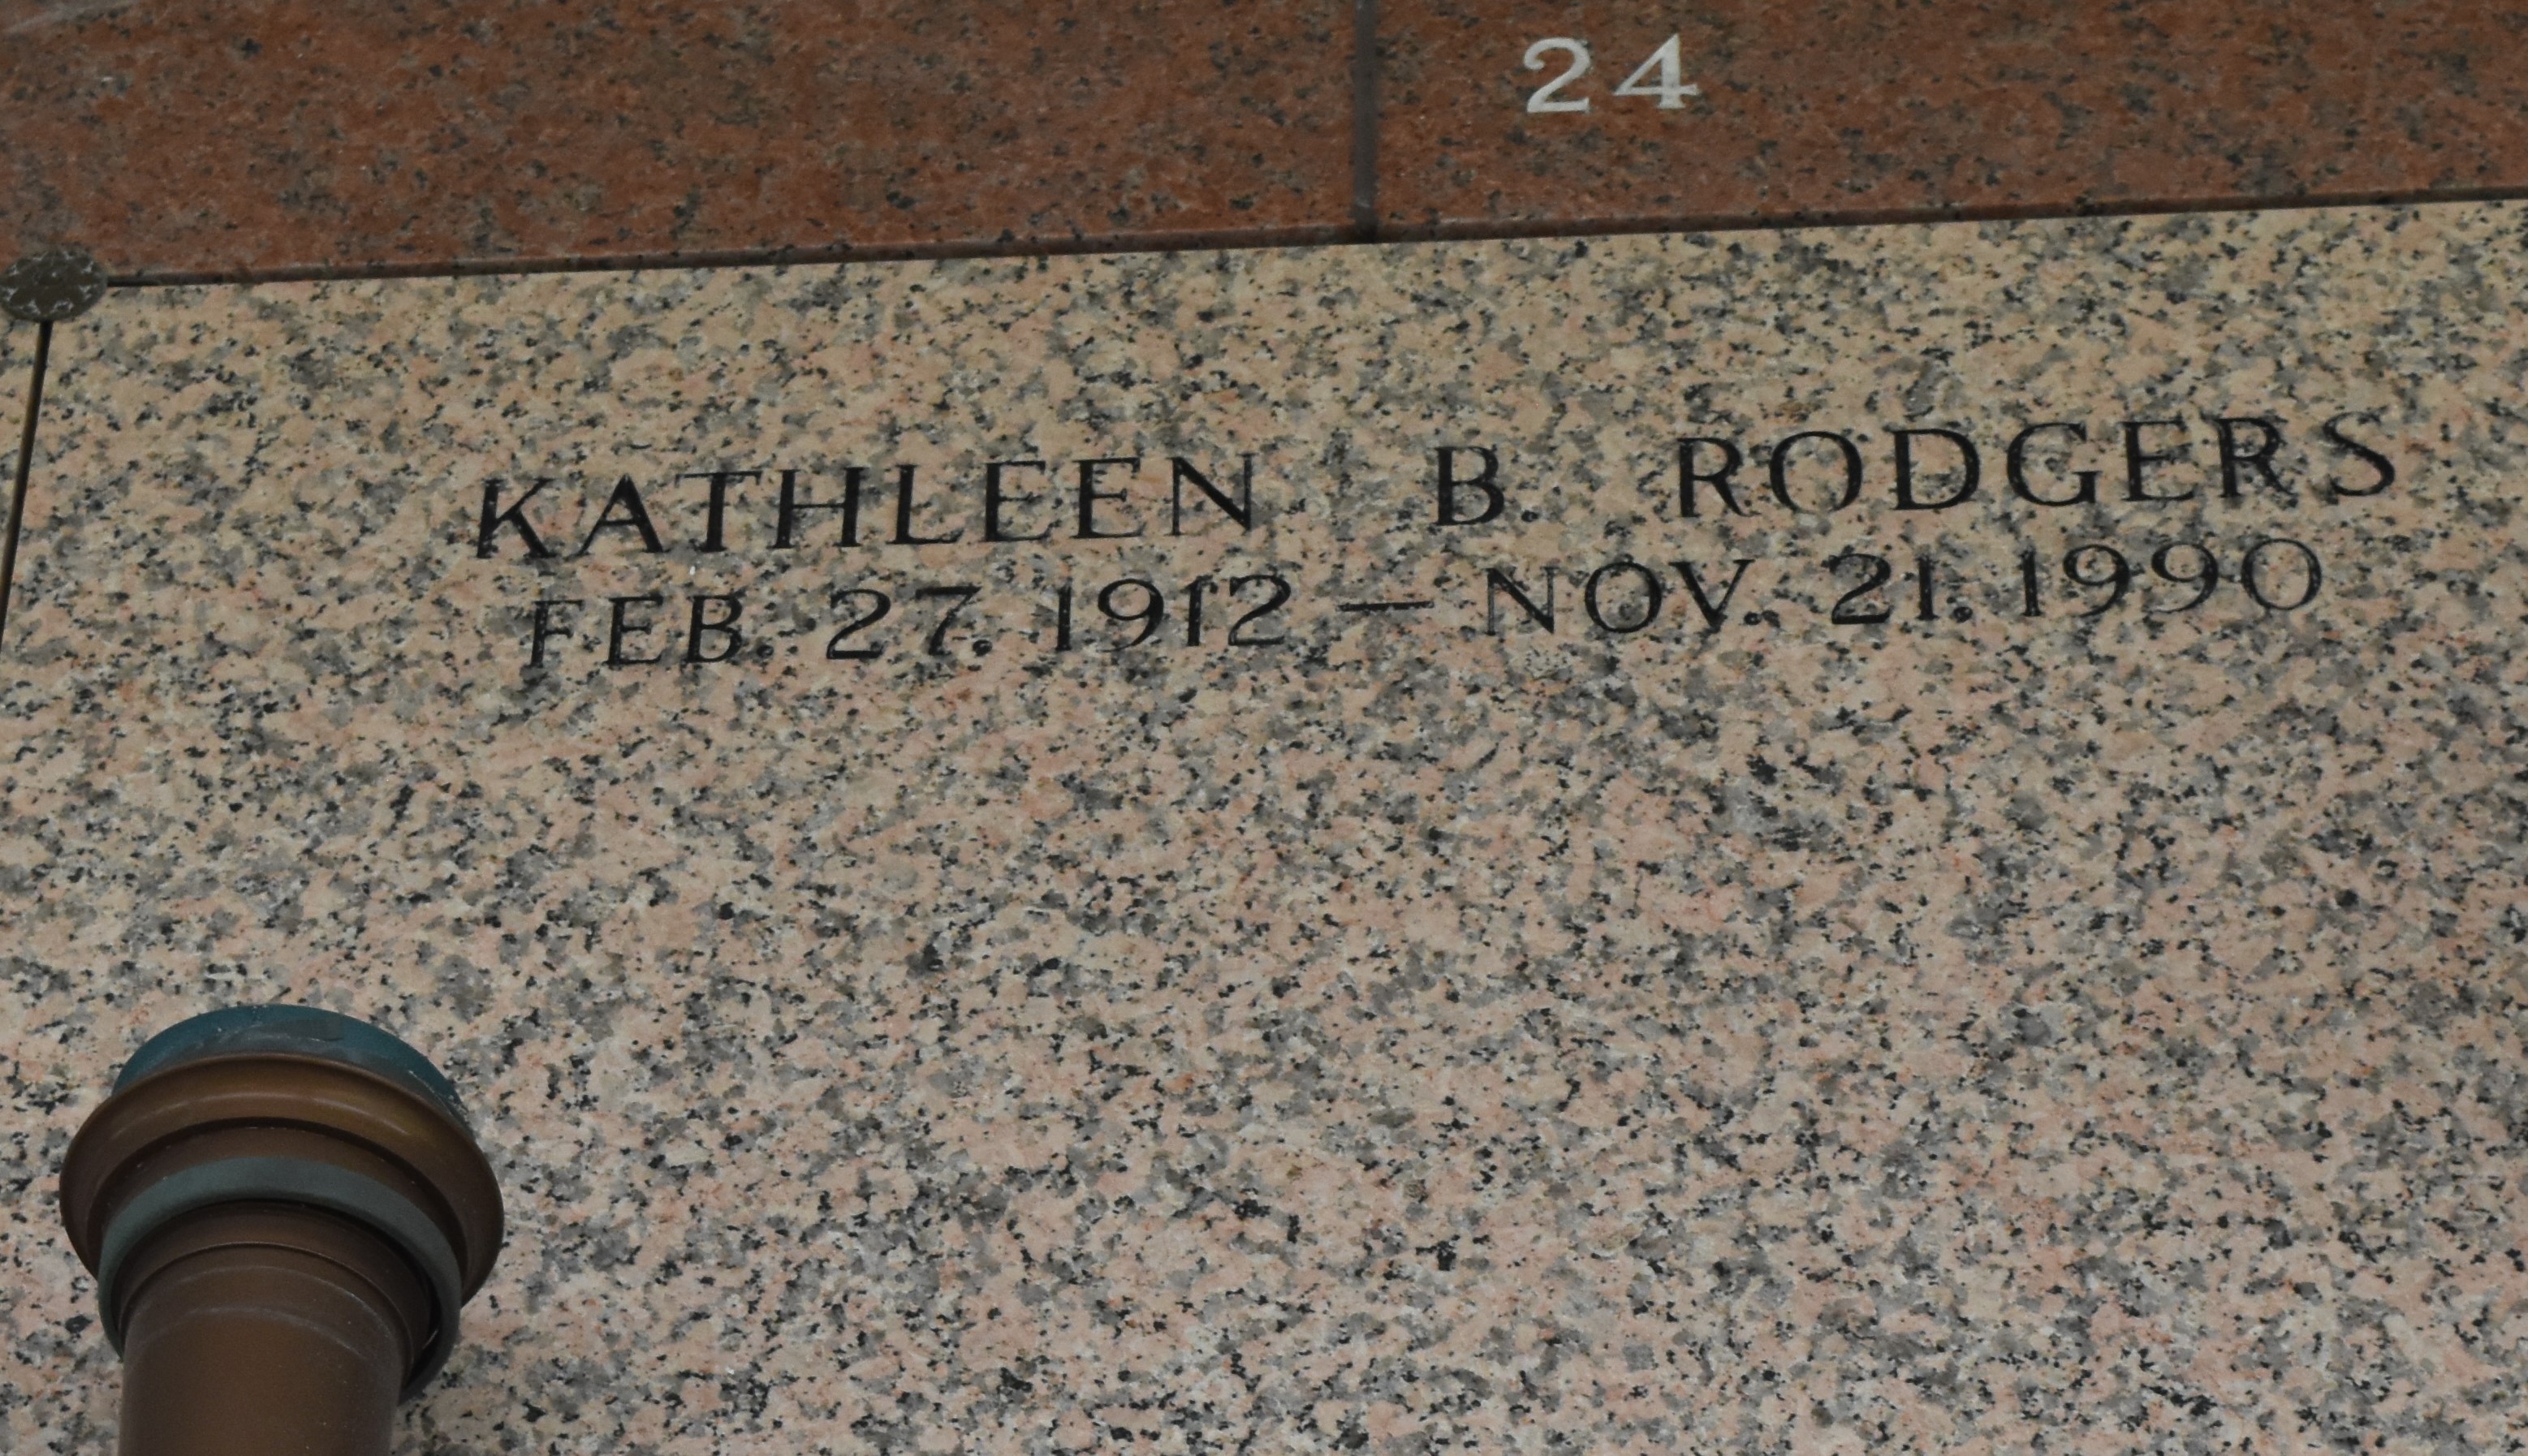 24
KATHLEEN B. RODGERS
FEB. 27. 1912 — NOV. 21. 1990